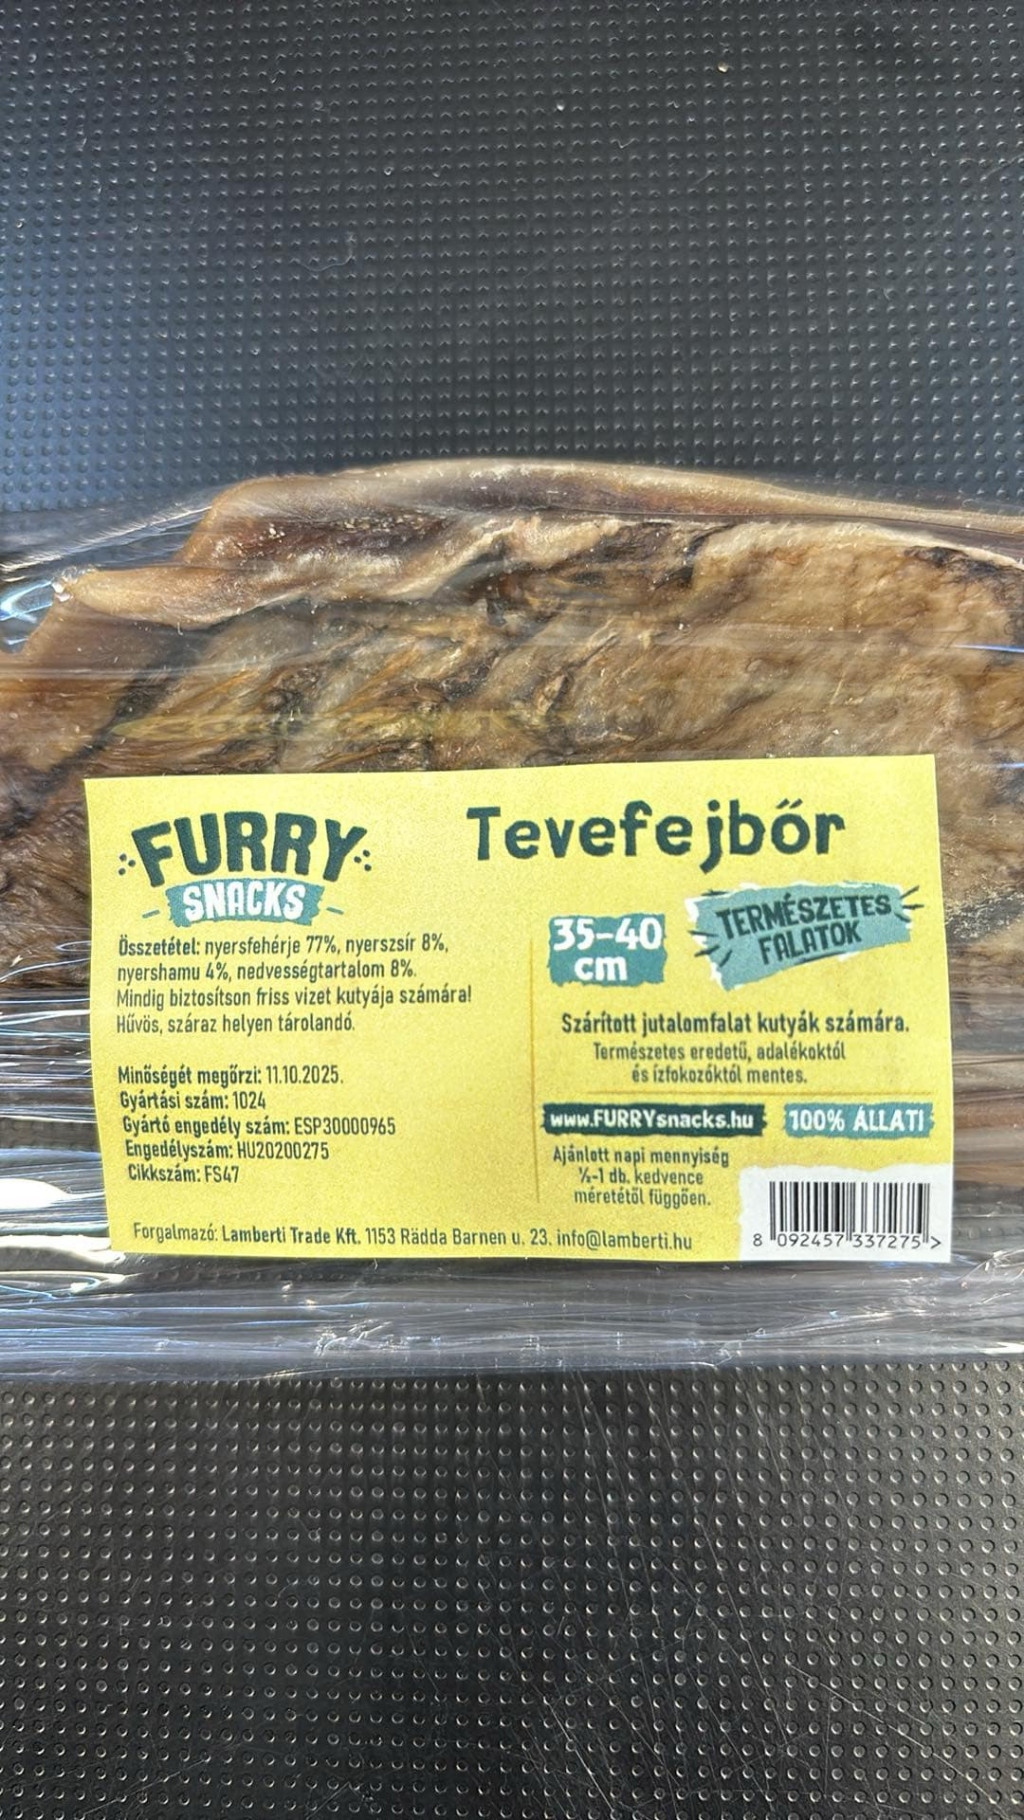 FURRY
SNACKS
Tevefejbőr
35-40
cm
TERMÉSZETES
FALATOK
Összetétel: nyersfehérje 77%, nyerszsír 8%,
nyershamu 4%, nedvességtartalom 8%.
Mindig biztosítson friss vizet kutyája számára!
Hűvös, száraz helyen tárolandó.
Minőségét megőrzi: 11.10.2025.
Gyártási szám: 1024
Gyártó engedély szám: ESP30000965
Engedélyszám: HU20200275
Cikkszám: FS47
Szárított jutalomfalat kutyák számára.
Természetes eredetű, adalékoktól
és ízfokozóktól mentes.
www.FURRYsnacks.hu
100% ÁLLATI
Ajánlott napi mennyiség
½-1 db. kedvence
méretétől függően.
Forgalmazó: Lamberti Trade Kft. 1153 Rädda Barnen u. 23. info@lamberti.hu
8 092457 337275 >